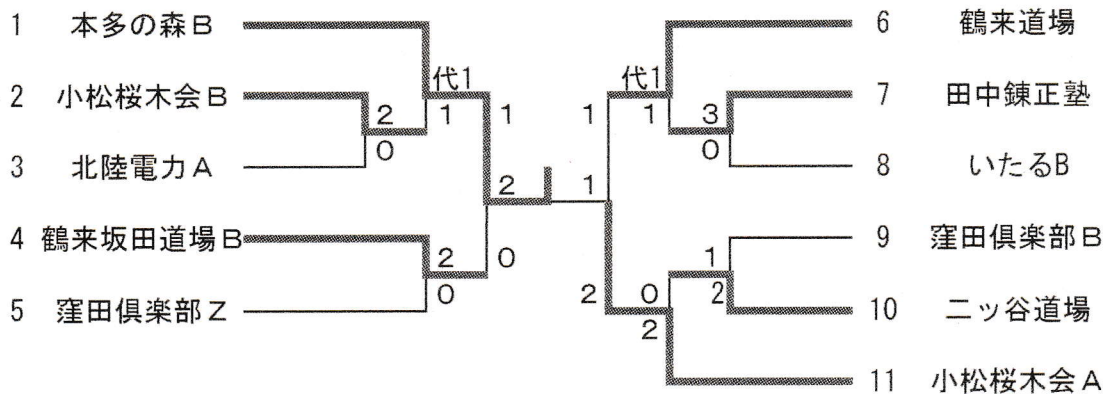 1 本多の森B
2 小松桜木会B
3 北陸電力A
4 鶴来坂田道場B
5 窪田倶楽部Z
代1
1
2
0
1
2
0
0
2
1
代1
1
1
3
0
1
2
0
2
2
6 鶴来道場
7 田中錬正塾
8 いたるB
9 窪田倶楽部B
10 二ッ谷道場
11 小松桜木会A